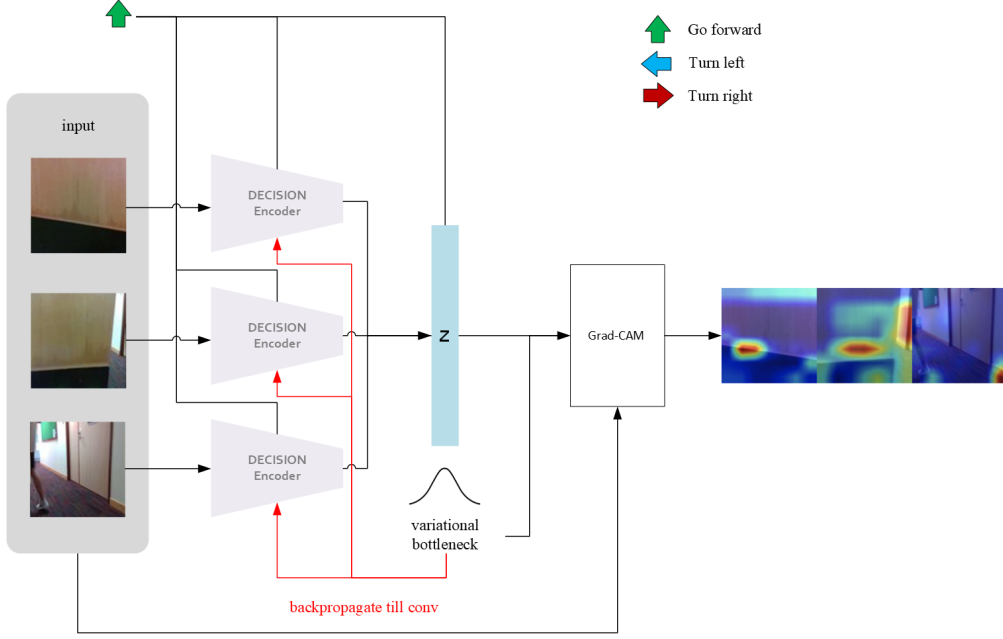 Go forward
Turn left
Turn right
input
DECISION
Encoder
DECISION
Encoder
DECISION
Encoder
Z
Grad-CAM
variational
bottleneck
backpropagate till conv